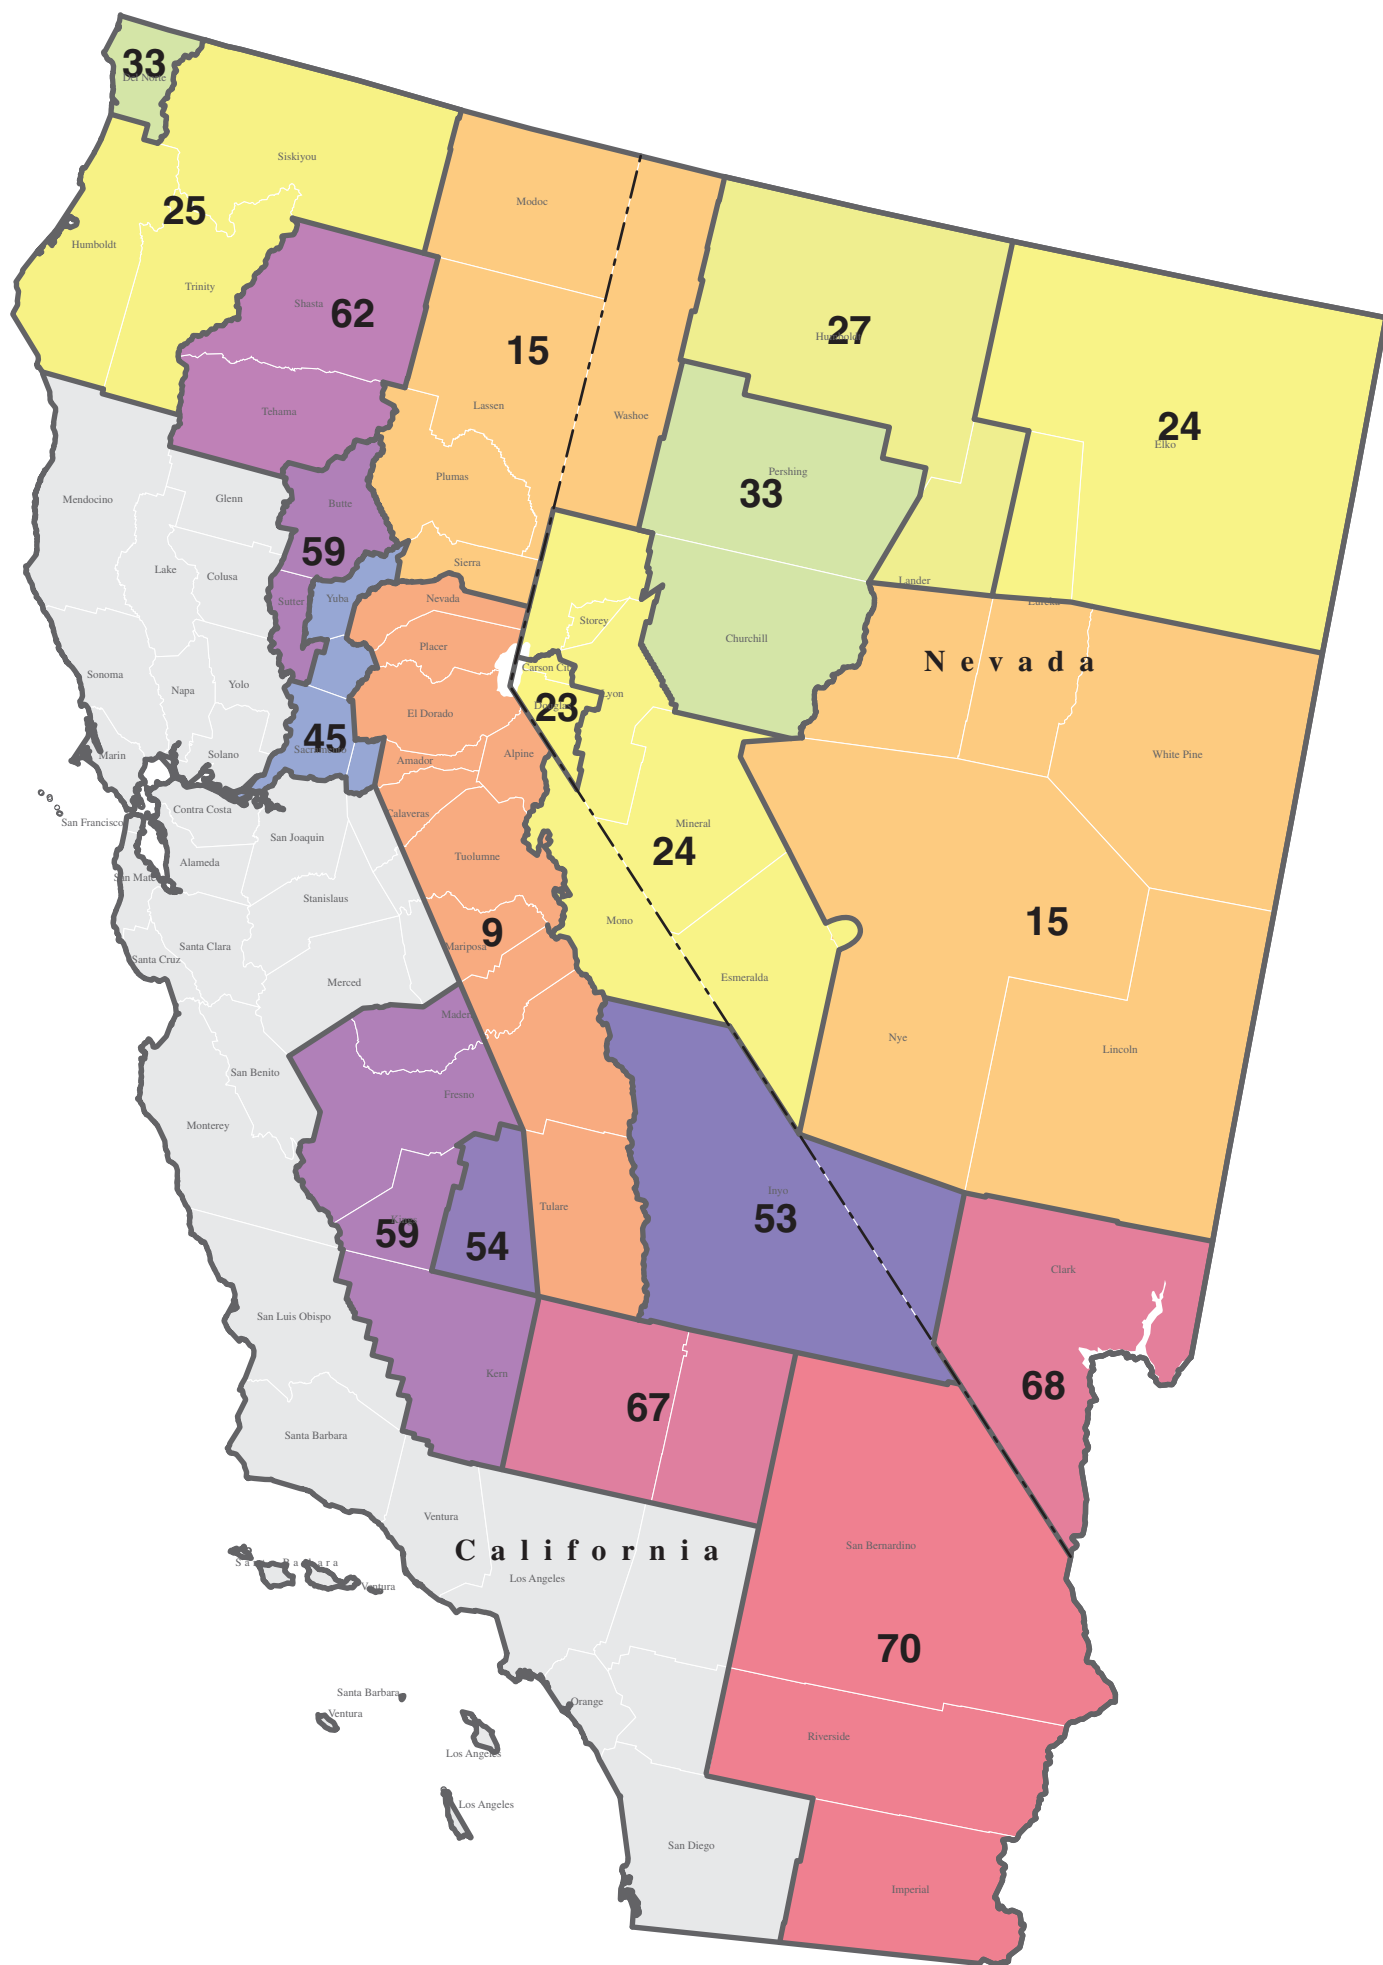 33
Del Norte
Siskiyou
25
Modoc
Humboldt
Trinity
Shasta
62
27
Humboldt
15
Lassen
Tehama
Washoe
24
Elko
Plumas
Pershing
33
Mendocino
Glenn
Butte
59
Sierra
Lake
Colusa
Lander
Eureka
Sutter
Yuba
Nevada
Storey
Churchill
Placer
Nevada
Sonoma
Napa
Yolo
Carson City
Lyon
23
Douglas
El Dorado
45
Sacramento
Marin
Solano
Amador
Alpine
White Pine
Contra Costa
Calaveras
San Francisco
San Joaquin
Mineral
24
Alameda
Tuolumne
San Mateo
Stanislaus
Mono
15
9
Mariposa
Santa Clara
Santa Cruz
Merced
Esmeralda
Madera
Nye
Lincoln
San Benito
Fresno
Monterey
Inyo
53
Tulare
Kings
59
54
Clark
San Luis Obispo
Kern
68
67
Santa Barbara
Ventura
California
San Bernardino
Santa Barbara
Los Angeles
Ventura
70
Santa Barbara
Orange
Ventura
Riverside
Los Angeles
Los Angeles
San Diego
Imperial